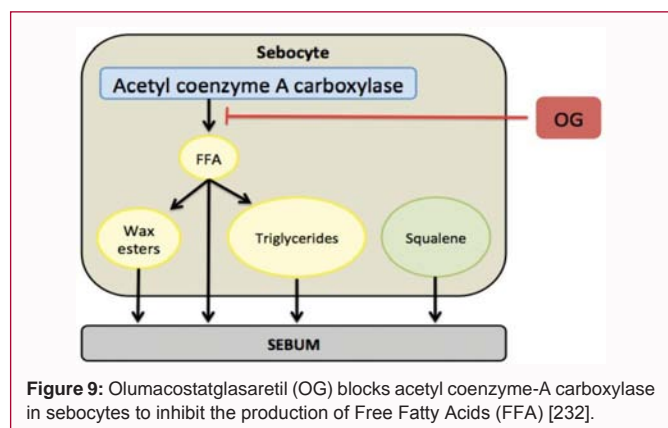 Sebocyte
Acetyl coenzyme A carboxylase
OG
FFA
Wax
esters
Triglycerides
Squalene
SEBUM
Figure 9: Olumacostatglasaretil (OG) blocks acetyl coenzyme-A carboxylase
in sebocytes to inhibit the production of Free Fatty Acids (FFA) [232].